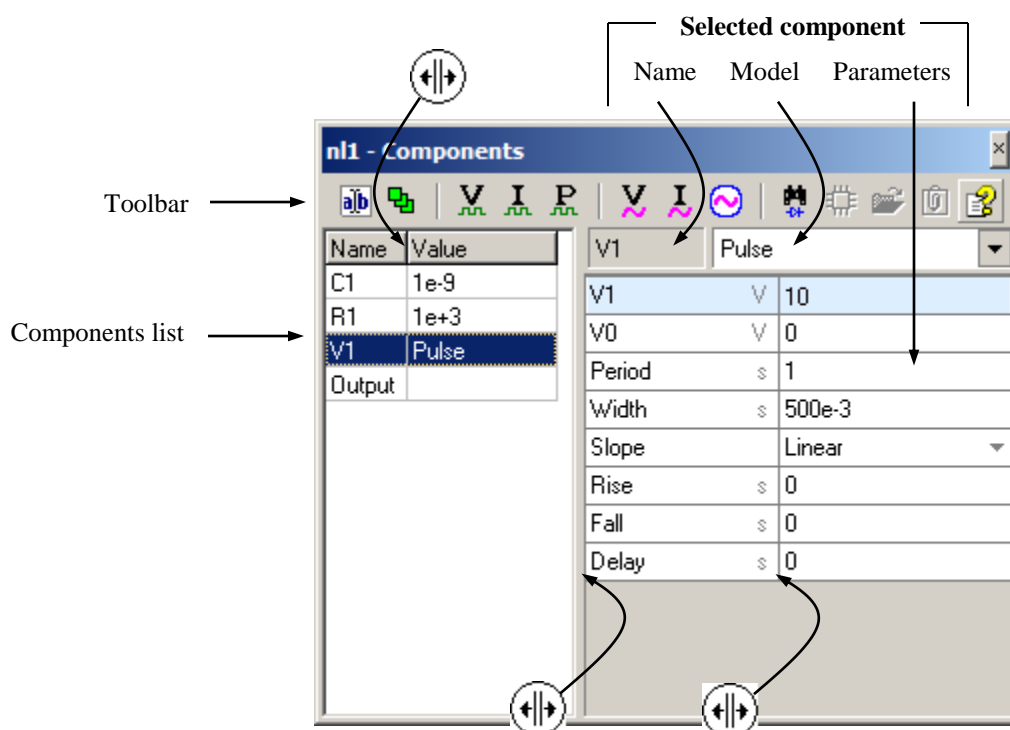 Selected component
Name Model Parameters
nl1 - Components
Toolbar
a b V I P V I
Name Value
V1 Pulse
C1 1e-9
V1 V 10
R1 1e+3
V0 V 0
Components list
V1 Pulse
Period s 1
Output
Width s 500e-3
Slope Linear
Rise s 0
Fall s 0
Delay s 0